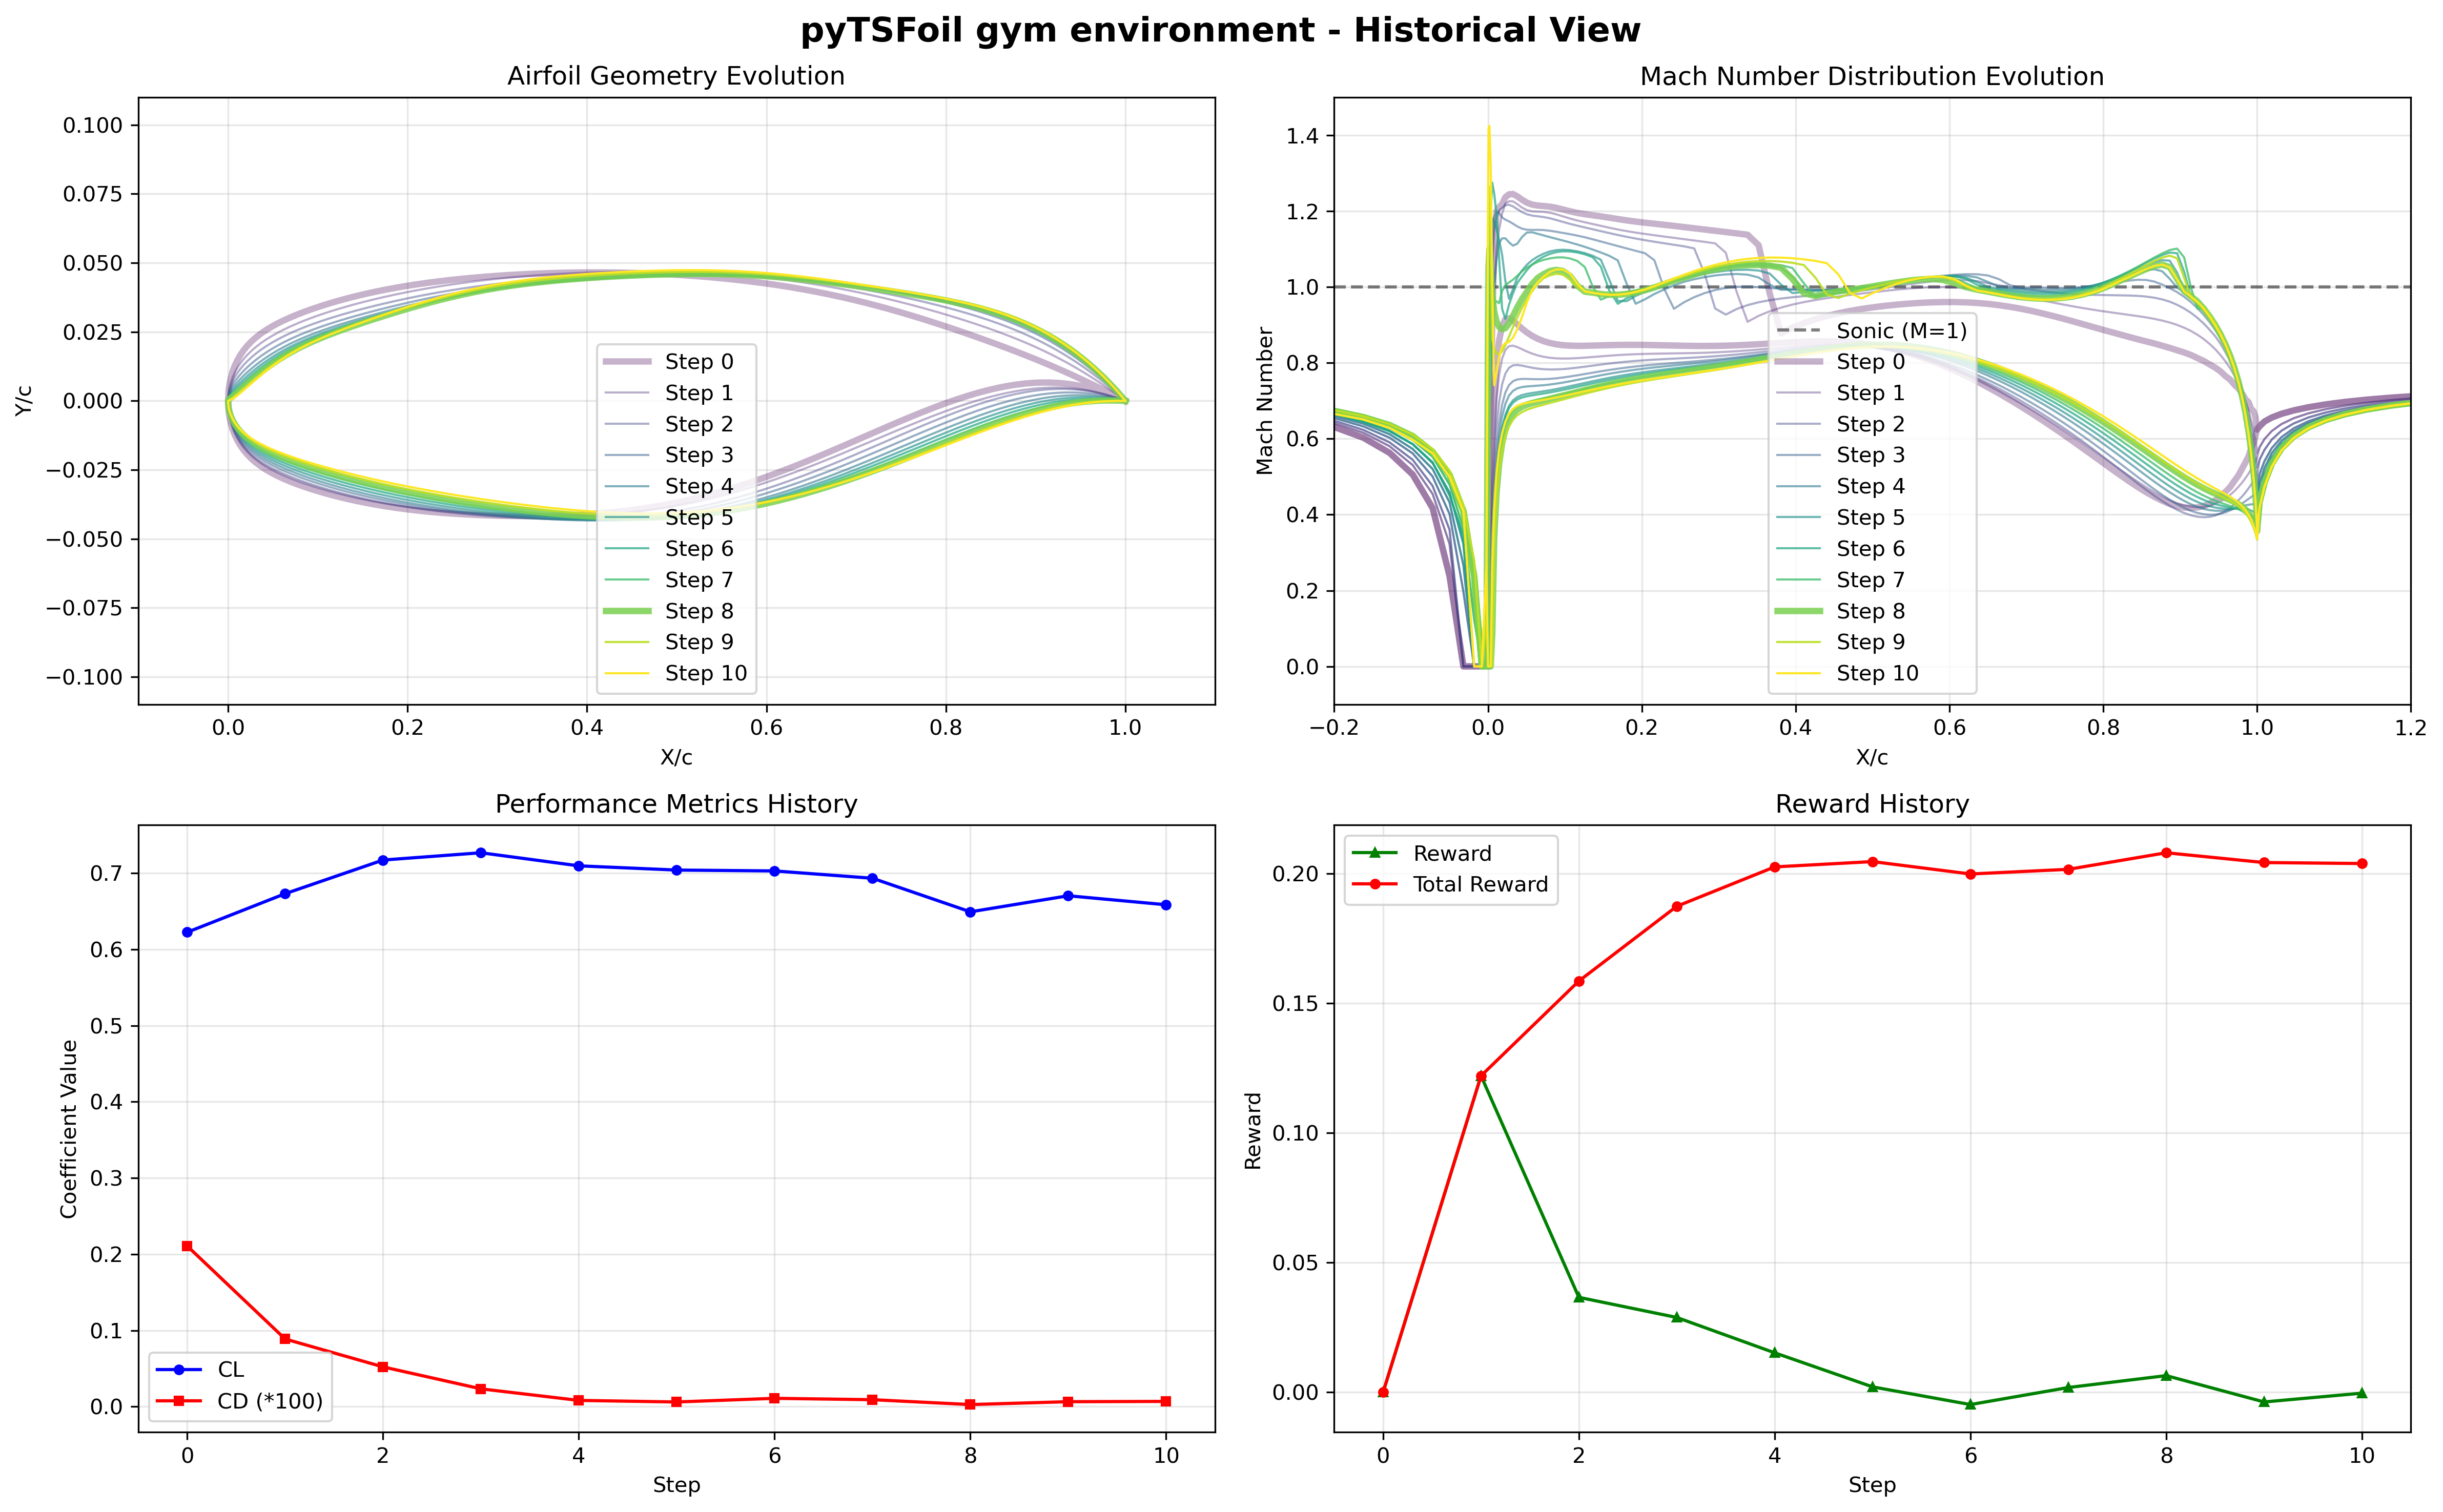 pyTSFoil gym environment - Historical View
Airfoil Geometry Evolution
0.100
0.075
0.050
0.025
0.000
−0.025
−0.050
−0.075
−0.100
Y/c
0.0 0.2 0.4 0.6 0.8 1.0
X/c
Step 0
Step 1
Step 2
Step 3
Step 4
Step 5
Step 6
Step 7
Step 8
Step 9
Step 10
Mach Number Distribution Evolution
1.4
1.2
1.0
0.8
0.6
0.4
0.2
0.0
Mach Number
−0.2 0.0 0.2 0.4 0.6 0.8 1.0 1.2
X/c
Sonic (M=1)
Step 0
Step 1
Step 2
Step 3
Step 4
Step 5
Step 6
Step 7
Step 8
Step 9
Step 10
Performance Metrics History
0.7
0.6
0.5
0.4
0.3
0.2
0.1
0.0
Coefficient Value
CL
CD (*100)
0 2 4 6 8 10
Step
Reward History
Reward
Total Reward
0.20
0.15
0.10
0.05
0.00
Reward
0 2 4 6 8 10
Step